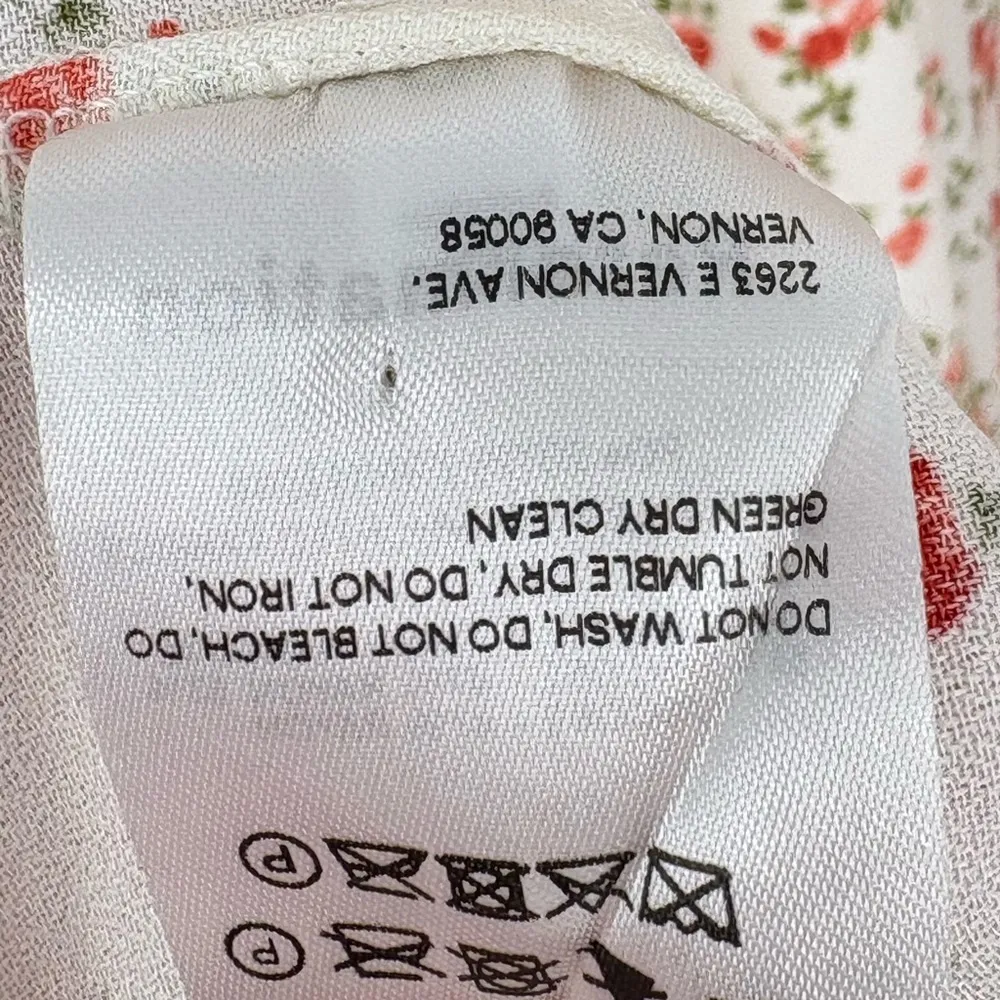 P
P
DO NOT WASH, DO NOT BLEACH, DO
NOT TUMBLE DRY, DO NOT IRON,
GREEN DRY CLEAN
2263 E VERNON AVE.
VERNON, CA 90058